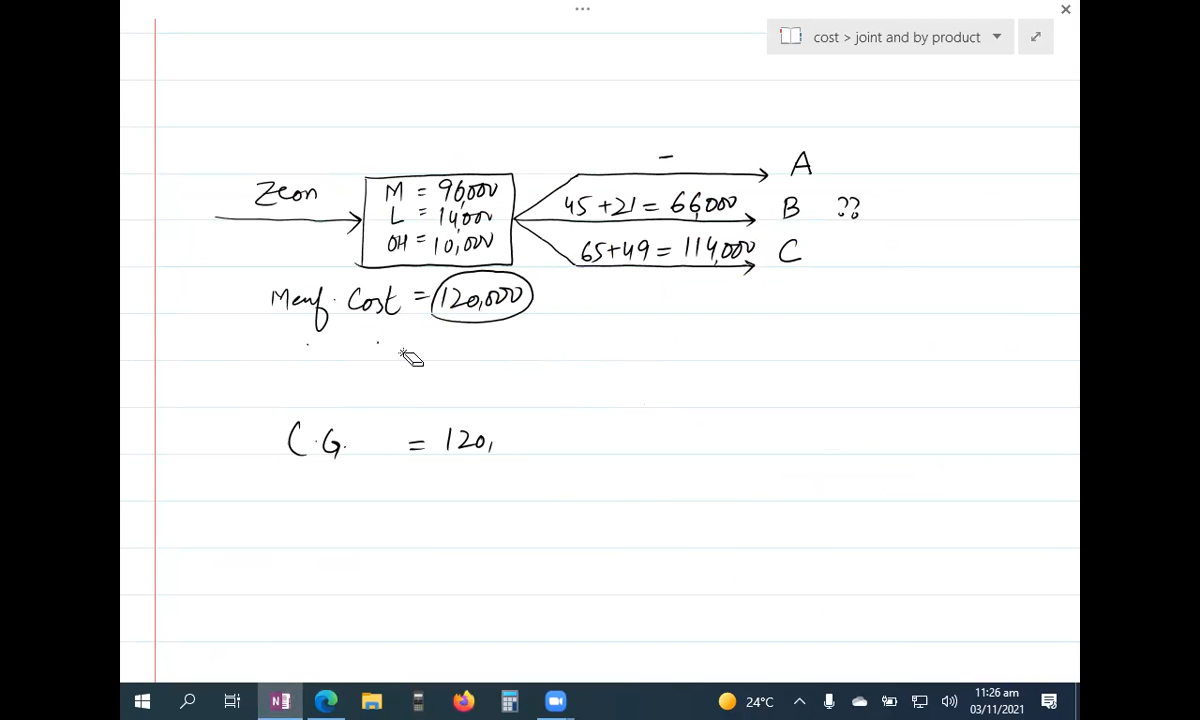 cost > joint and by product
Zeon
M = 96,000
L = 14,000
OH = 10,000
– A
45 + 21 = 66,000 B ??
65 + 49 = 114,000 C
Manf. Cost = 120,000
C.G. = 120,
24°C
11:26 am
03/11/2021